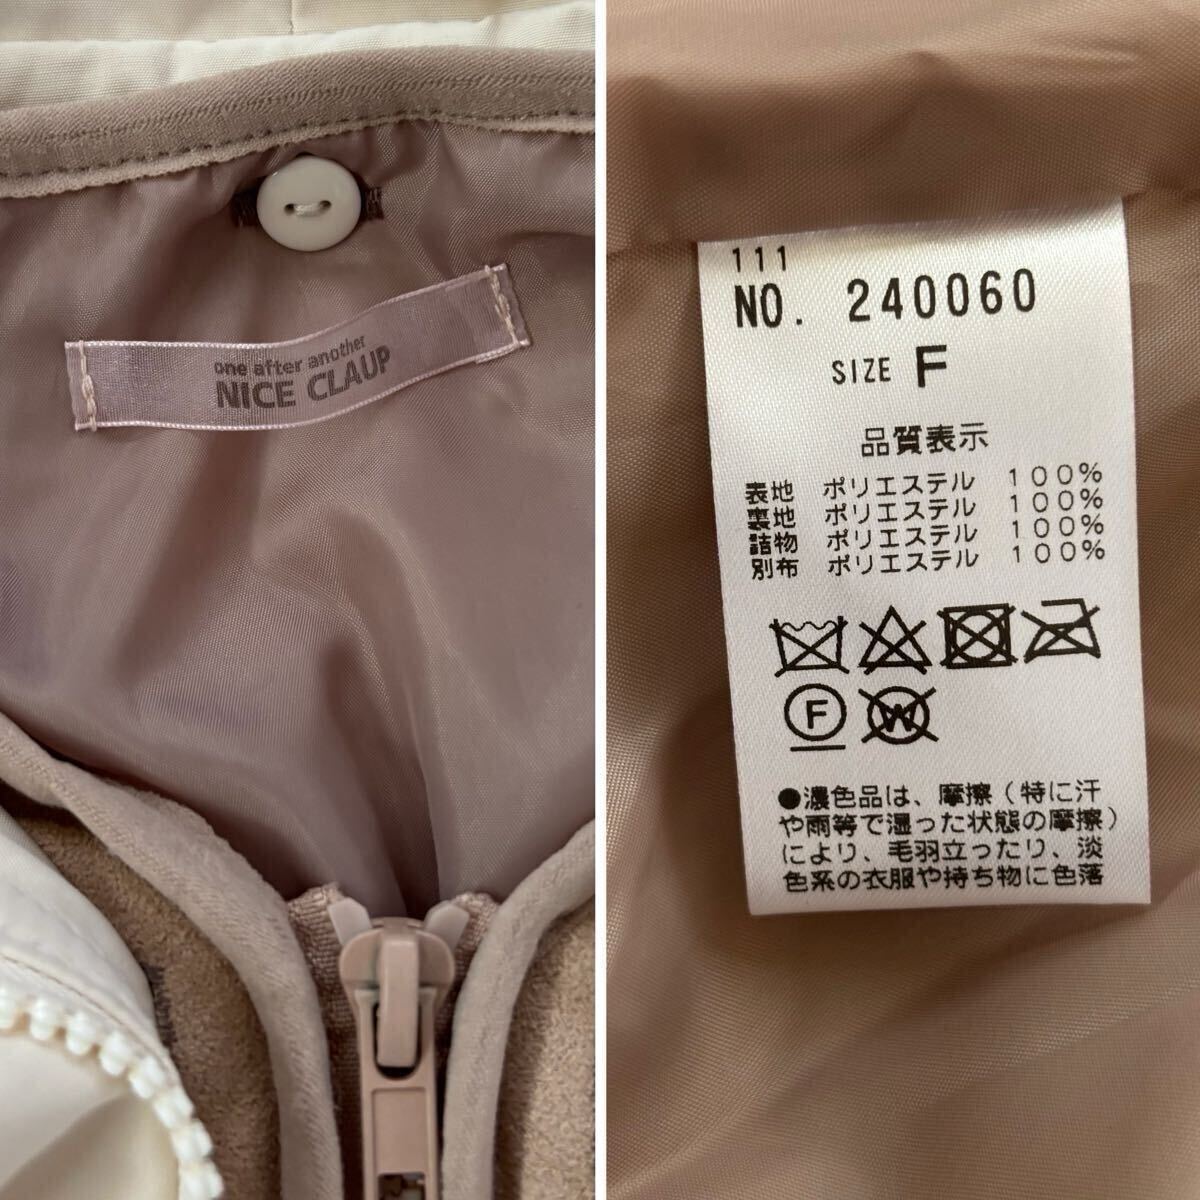 one after another
NICE CLAUP
111
NO. 240060
SIZE F
品質表示
表地 ポリエステル 100%
裏地 ポリエステル 100%
詰物 ポリエステル 100%
別布 ポリエステル 100%
F W
●濃色品は、摩擦(特に汗
や雨等で湿った状態の摩擦)
により、毛羽立ったり、淡
色系の衣服や持ち物に色落